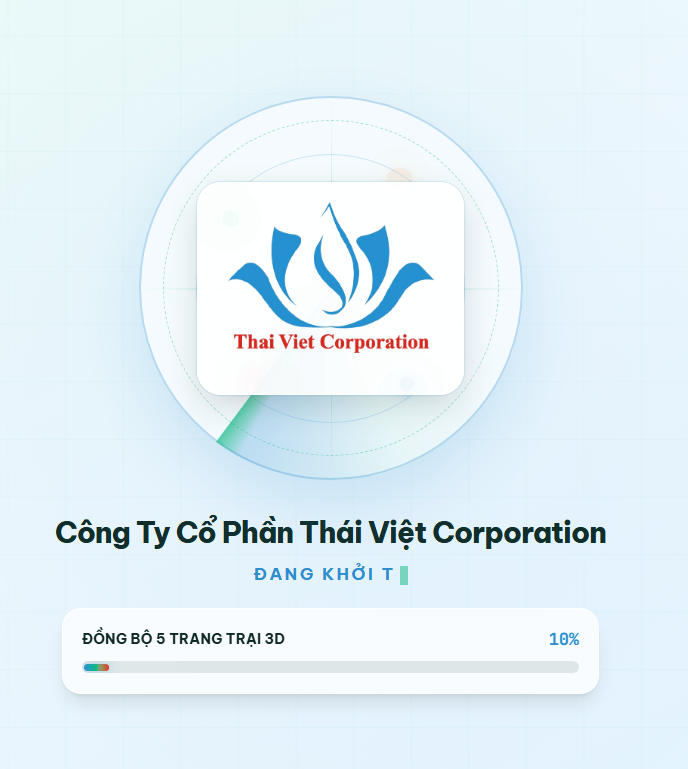 Thai Viet Corporation
Công Ty Cổ Phần Thái Việt Corporation
ĐANG KHỞI T
ĐỒNG BỘ 5 TRANG TRẠI 3D 10%